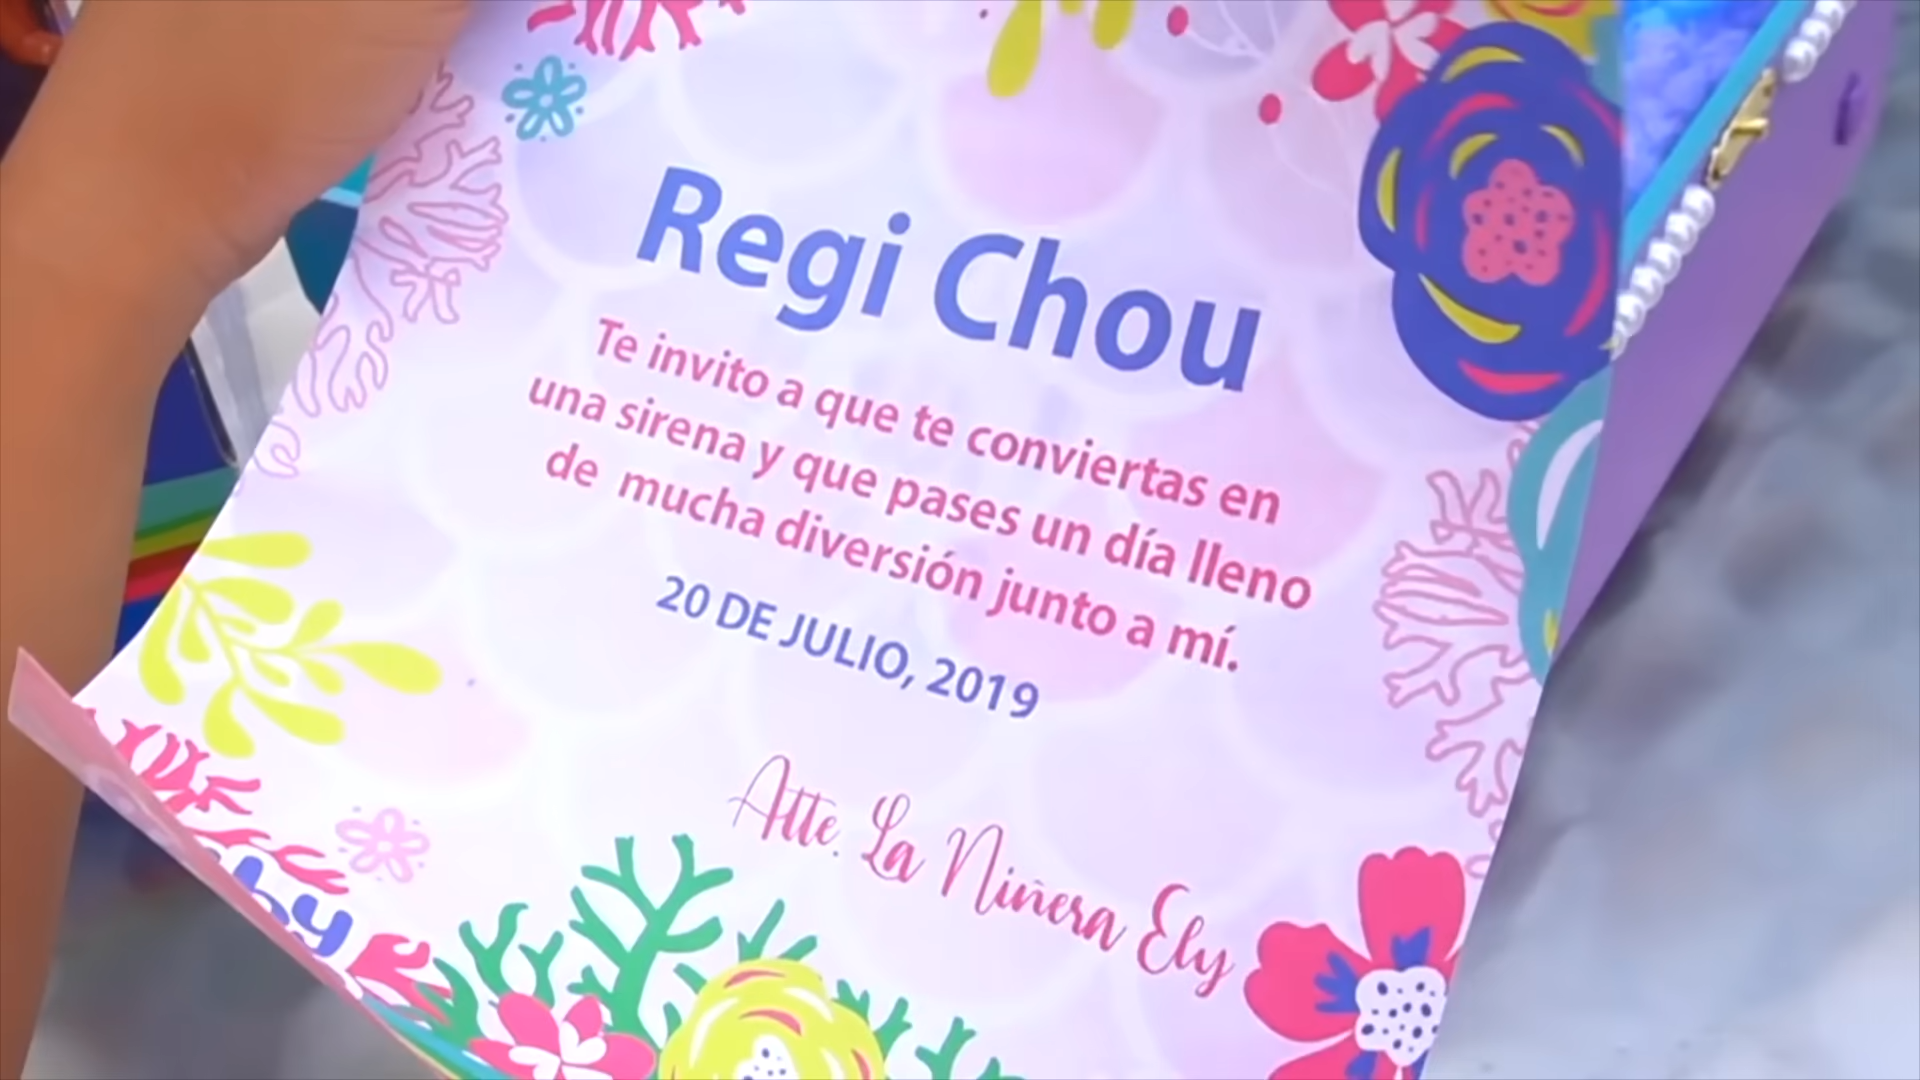 Regi Chou
Te invito a que te conviertas en
una sirena y que pases un día lleno
de mucha diversión junto a mí.
20 DE JULIO, 2019
Atte. La Niñera Ely
by